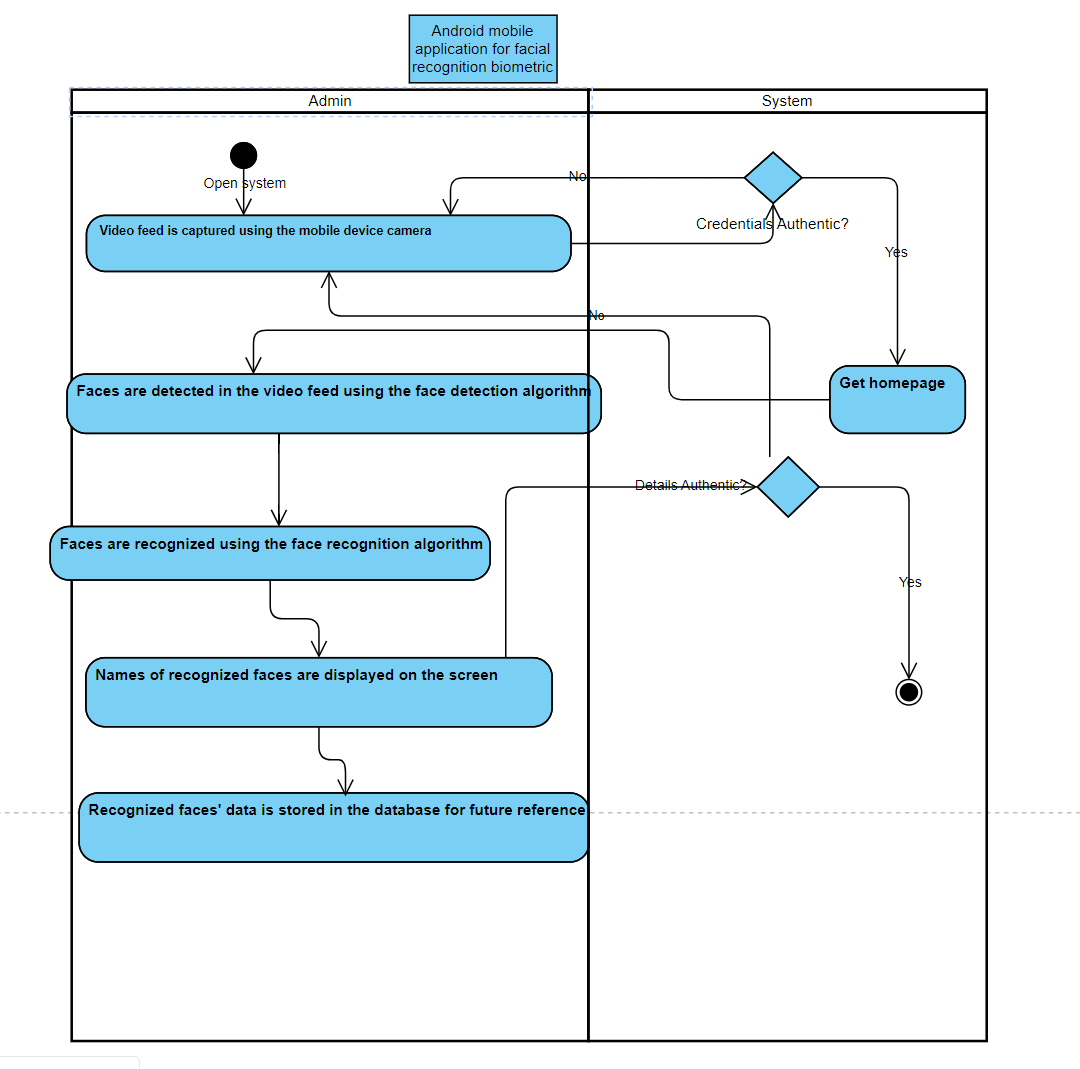 Android mobile
application for facial
recognition biometric
Admin
System
Open system
No
Video feed is captured using the mobile device camera
Credentials Authentic?
Yes
No
Faces are detected in the video feed using the face detection algorithm
Get homepage
Details Authentic?
Faces are recognized using the face recognition algorithm
Yes
Names of recognized faces are displayed on the screen
Recognized faces' data is stored in the database for future reference